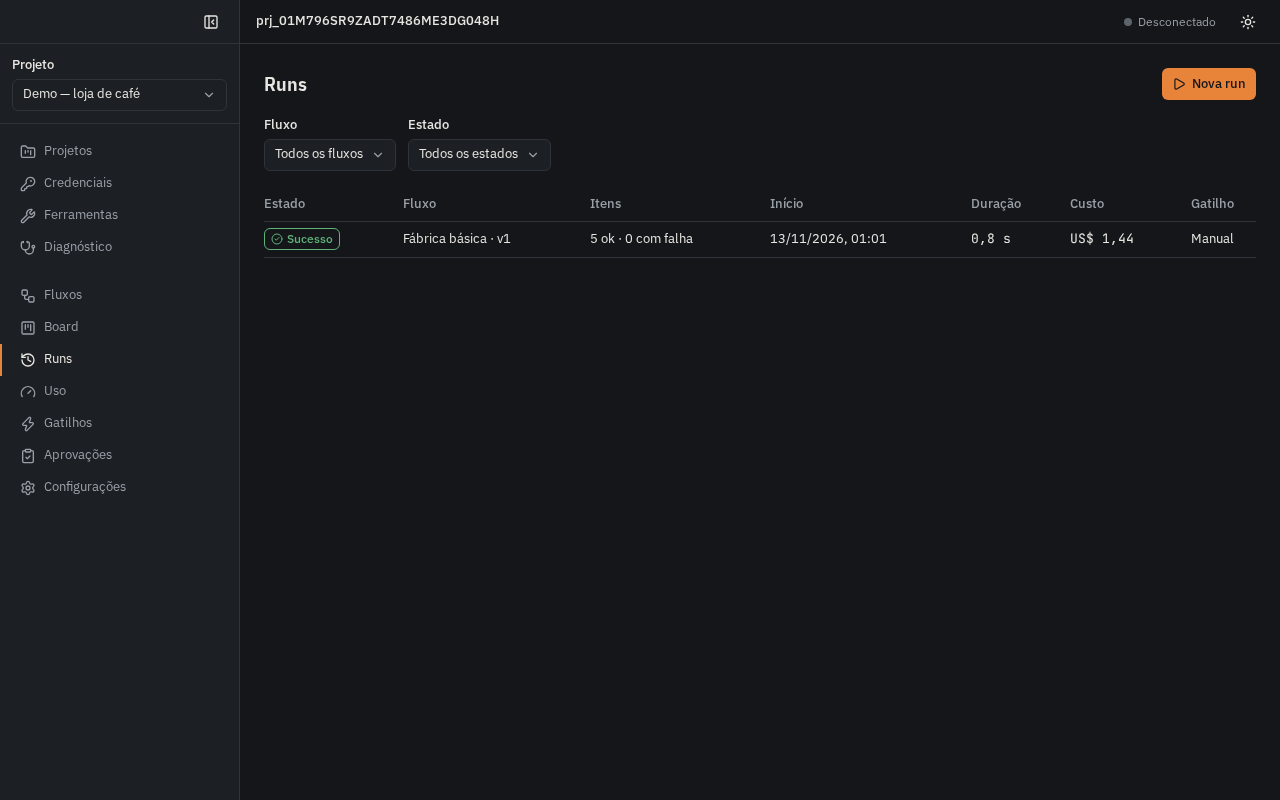 prj_01M796SR9ZADT7486ME3DG048H
Desconectado
Projeto
Demo — loja de café
Projetos
Credenciais
Ferramentas
Diagnóstico
Fluxos
Board
Runs
Uso
Gatilhos
Aprovações
Configurações
Runs
Nova run
Fluxo
Estado
Todos os fluxos
Todos os estados
Estado Fluxo Itens Início Duração Custo Gatilho
Sucesso Fábrica básica · v1 5 ok · 0 com falha 13/11/2026, 01:01 0,8 s US$ 1,44 Manual